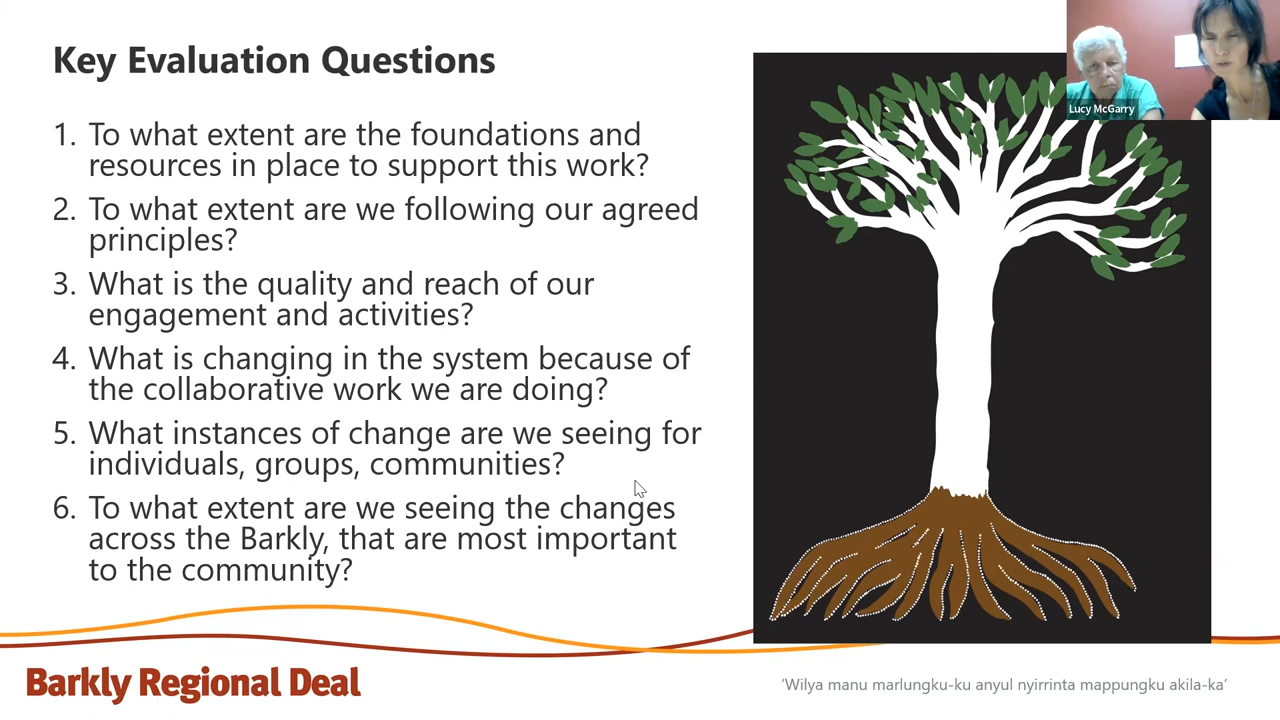 Key Evaluation Questions
1. To what extent are the foundations and
resources in place to support this work?
2. To what extent are we following our agreed
principles?
3. What is the quality and reach of our
engagement and activities?
4. What is changing in the system because of
the collaborative work we are doing?
5. What instances of change are we seeing for
individuals, groups, communities?
6. To what extent are we seeing the changes
across the Barkly, that are most important
to the community?
Lucy McGarry
Barkly Regional Deal
‘Wilya manu marlungku-ku anyul nyirrinta mappungku akila-ka’